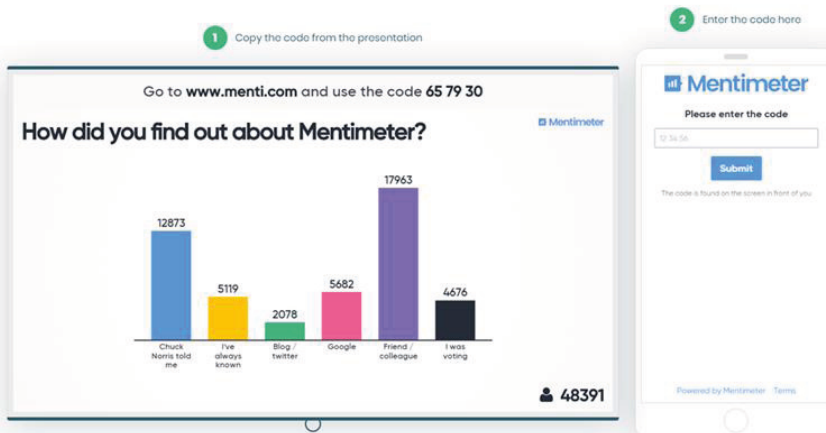 1 Copy the code from the presentation
2 Enter the code here
Go to www.menti.com and use the code 65 79 30
How did you find out about Mentimeter?
Mentimeter
12873
5119
2078
5682
17963
4676
Chuck
Norris told
me
I've
always
known
Blog /
twitter
Google
Friend /
colleague
I was
voting
48391
Mentimeter
Please enter the code
12 34 56
Submit
The code is found on the screen in front of you
Powered by Mentimeter Terms